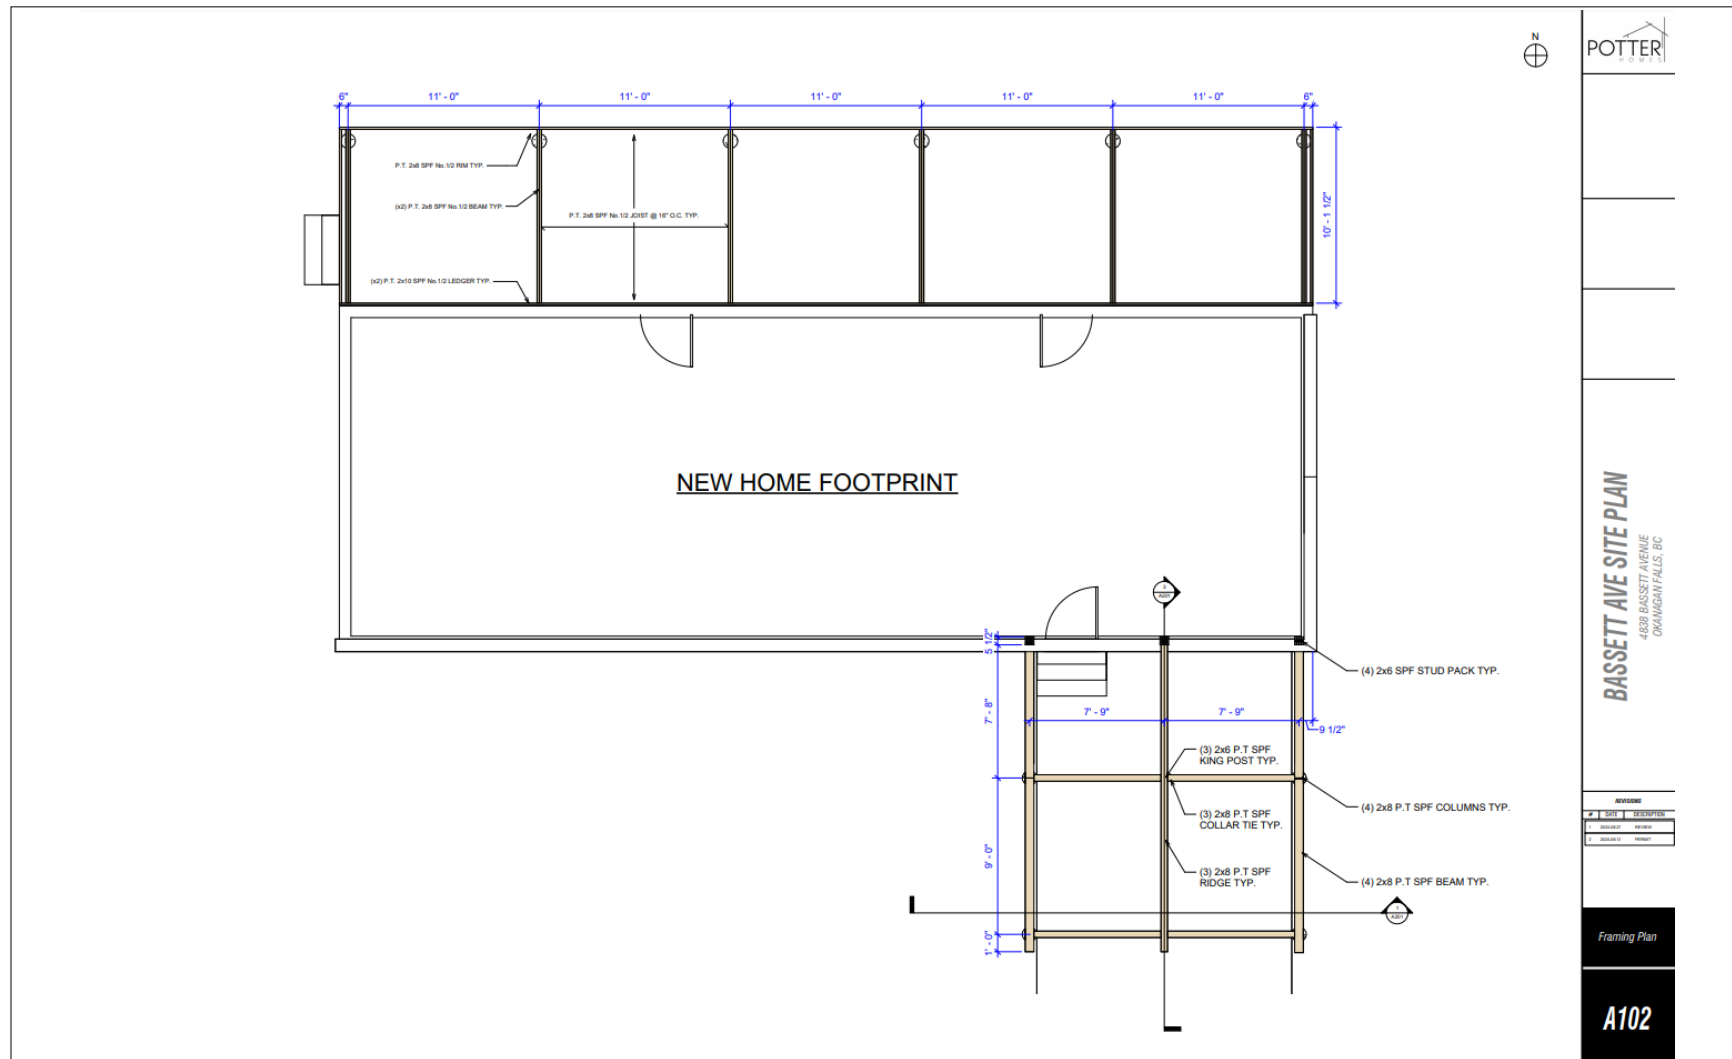 N
POTTER
HOMES
6"
11' - 0"
11' - 0"
11' - 0"
11' - 0"
11' - 0"
6"
P.T. 2x8 SPF No.1/2 RIM TYP.
(x2) P.T. 2x8 SPF No.1/2 BEAM TYP.
P.T. 2x8 SPF No.1/2 JOIST @ 16" O.C. TYP.
(x2) P.T. 2x10 SPF No.1/2 LEDGER TYP.
10' - 1 1/2"
NEW HOME FOOTPRINT
A201
5 1/2"
7' - 8"
9' - 0"
1' - 0"
7' - 9"
7' - 9"
9 1/2"
(4) 2x6 SPF STUD PACK TYP.
(3) 2x6 P.T SPF
KING POST TYP.
(3) 2x8 P.T SPF
COLLAR TIE TYP.
(3) 2x8 P.T SPF
RIDGE TYP.
(4) 2x8 P.T SPF COLUMNS TYP.
(4) 2x8 P.T SPF BEAM TYP.
1
A201
BASSETT AVE SITE PLAN
4838 BASSETT AVENUE
OKANAGAN FALLS, BC
REVISIONS
# DATE DESCRIPTION
1 REVIEW
2 PERMIT
Framing Plan
A102